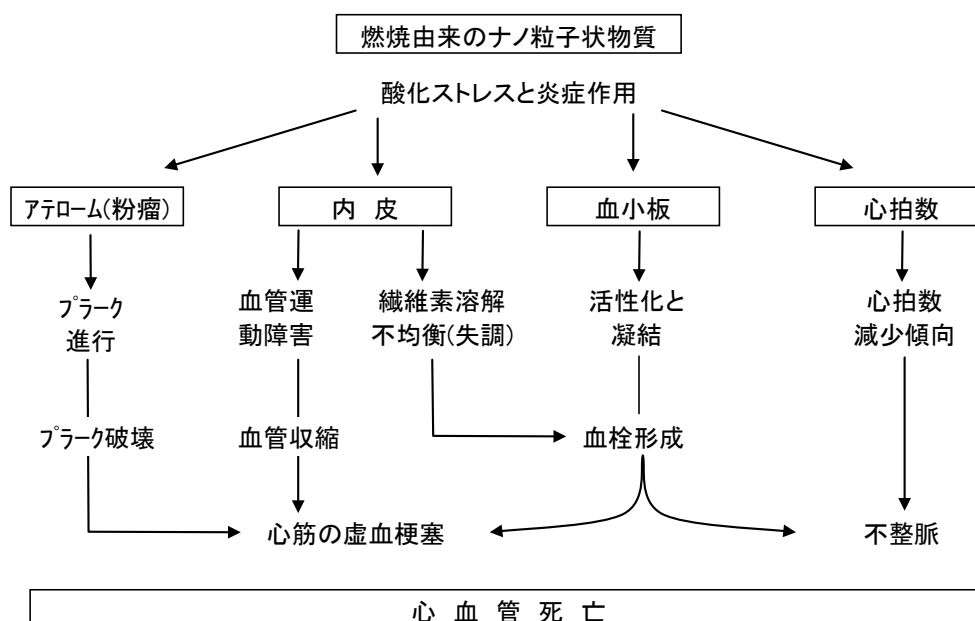 燃焼由来のナノ粒子状物質
酸化ストレスと炎症作用
アテローム(粉瘤)
内 皮
血小板
心拍数
プラーク
進行
血管運
動障害
繊維素溶解
不均衡(失調)
活性化と
凝結
心拍数
減少傾向
プラーク破壊
血管収縮
血栓形成
心筋の虚血梗塞
不整脈
心 血 管 死 亡